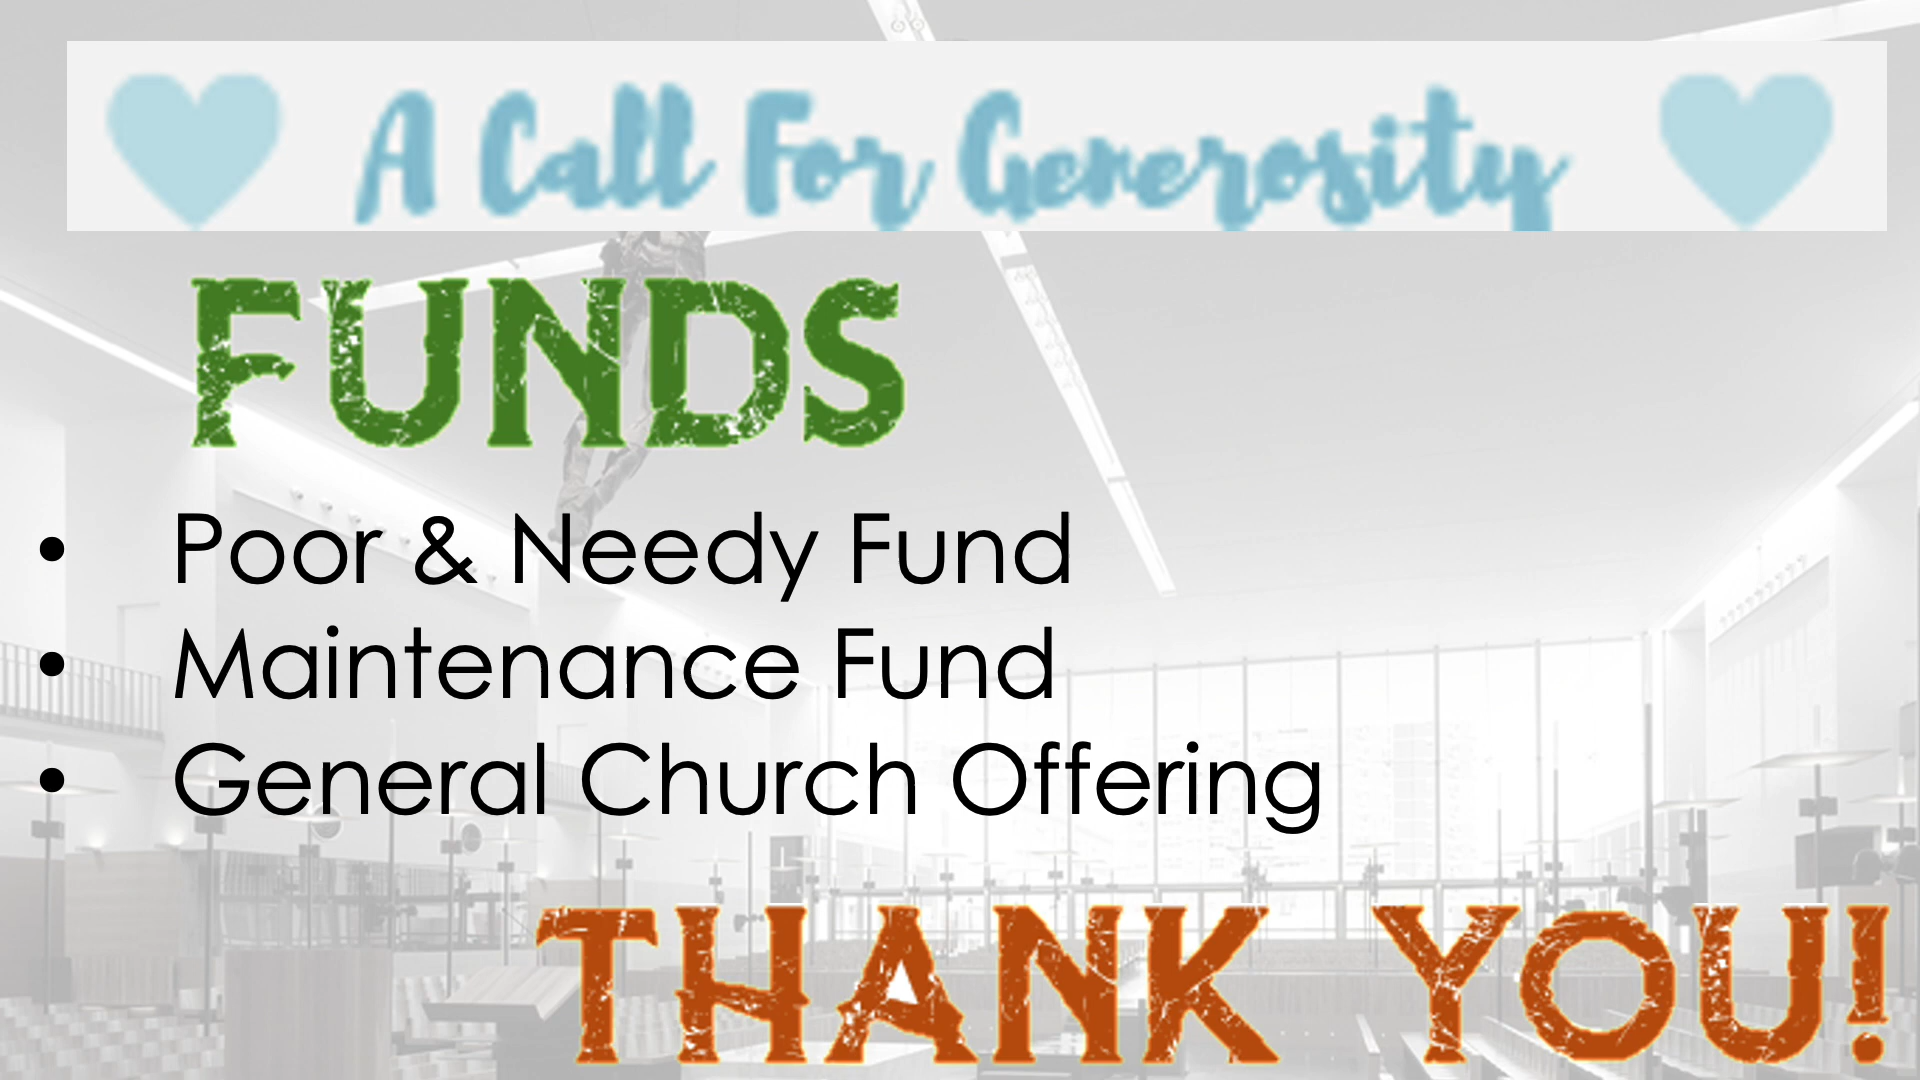 A Call For Generosity
FUNDS
• Poor & Needy Fund
• Maintenance Fund
• General Church Offering
THANK YOU!